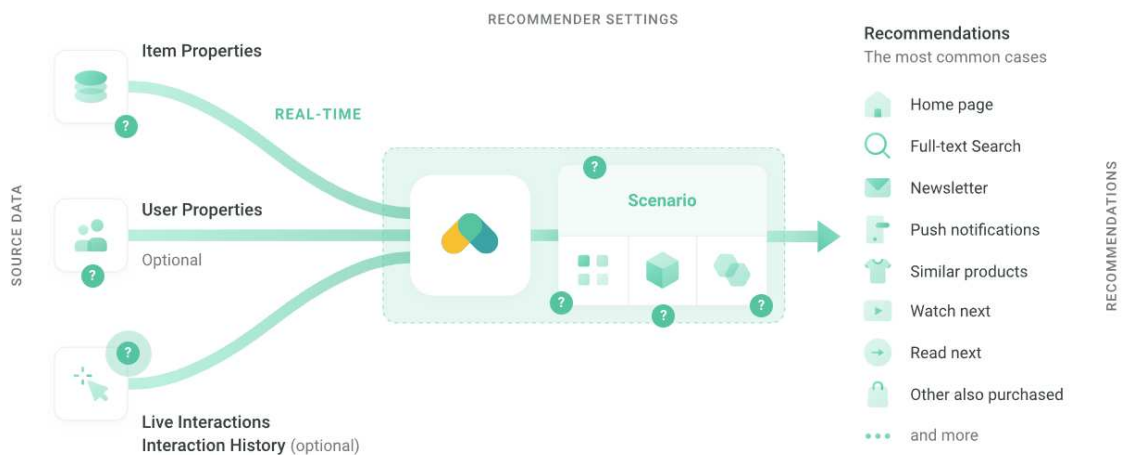 RECOMMENDER SETTINGS
SOURCE DATA
Item Properties
?
REAL-TIME
User Properties
Optional
?
?
Live Interactions
Interaction History (optional)
?
Scenario
?
?
?
Recommendations
The most common cases
Home page
Full-text Search
Newsletter
Push notifications
Similar products
Watch next
Read next
Other also purchased
and more
RECOMMENDATIONS